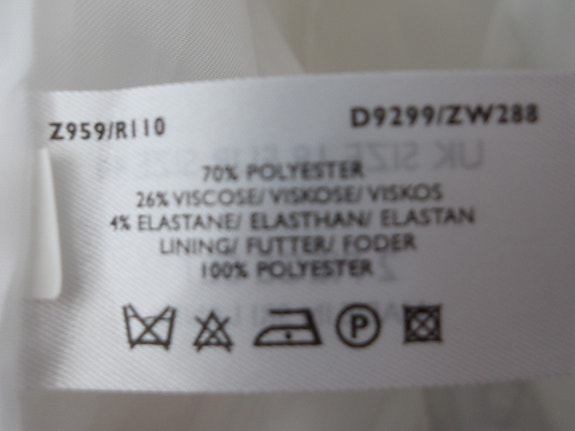 Z959/R110 D9299/ZW288
70% POLYESTER
26% VISCOSE/ VISKOSE/ VISKOS
4% ELASTANE/ ELASTHAN/ ELASTAN
LINING/ FUTTER/ FODER
100% POLYESTER
P